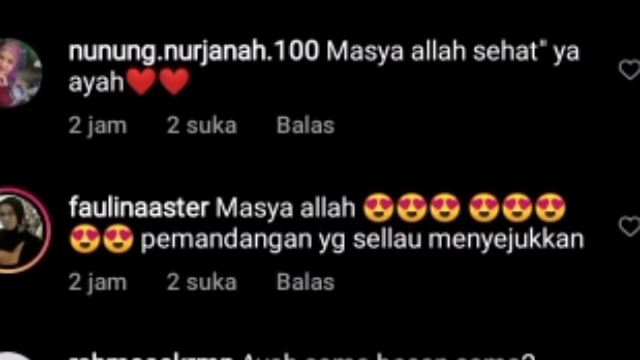 nunung.nurjanah.100 Masya allah sehat" ya
ayah❤️❤️
2 jam 2 suka Balas
faulinaaster Masya allah 😍😍😍 😍😍😍
😍😍 pemandangan yg sellau menyejukkan
2 jam 2 suka Balas